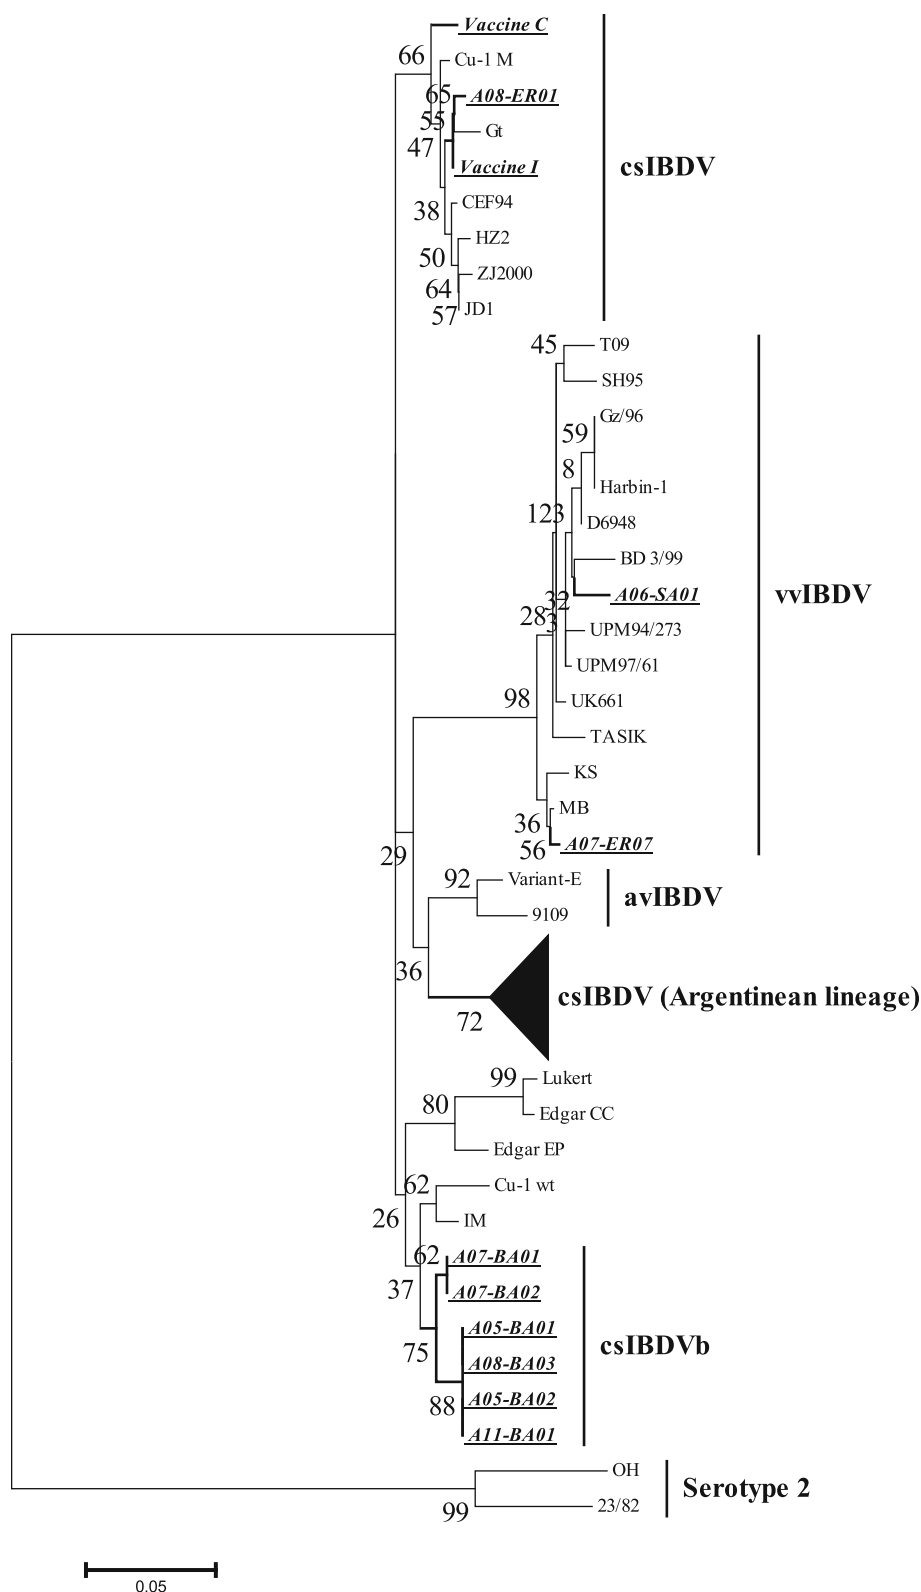 Vaccine C
66
Cu-1 M
65
A08-ER01
55
Gt
47
Vaccine I
csIBDV
CEF94
38
HZ2
50
ZJ2000
64
JD1
57
T09
45
SH95
Gz/96
59
8
Harbin-1
123
D6948
BD 3/99
A06-SA01
vvIBDV
32
28
3
UPM94/273
UPM97/61
98
UK661
TASIK
KS
MB
36
A07-ER07
56
29
92
Variant-E
avIBDV
9109
36
csIBDV (Argentinean lineage)
72
99
Lukert
80
Edgar CC
Edgar EP
62
Cu-1 wt
26
IM
62
A07-BA01
37
A07-BA02
A05-BA01
75
csIBDVb
A08-BA03
88
A05-BA02
A11-BA01
OH
Serotype 2
99
23/82
0.05